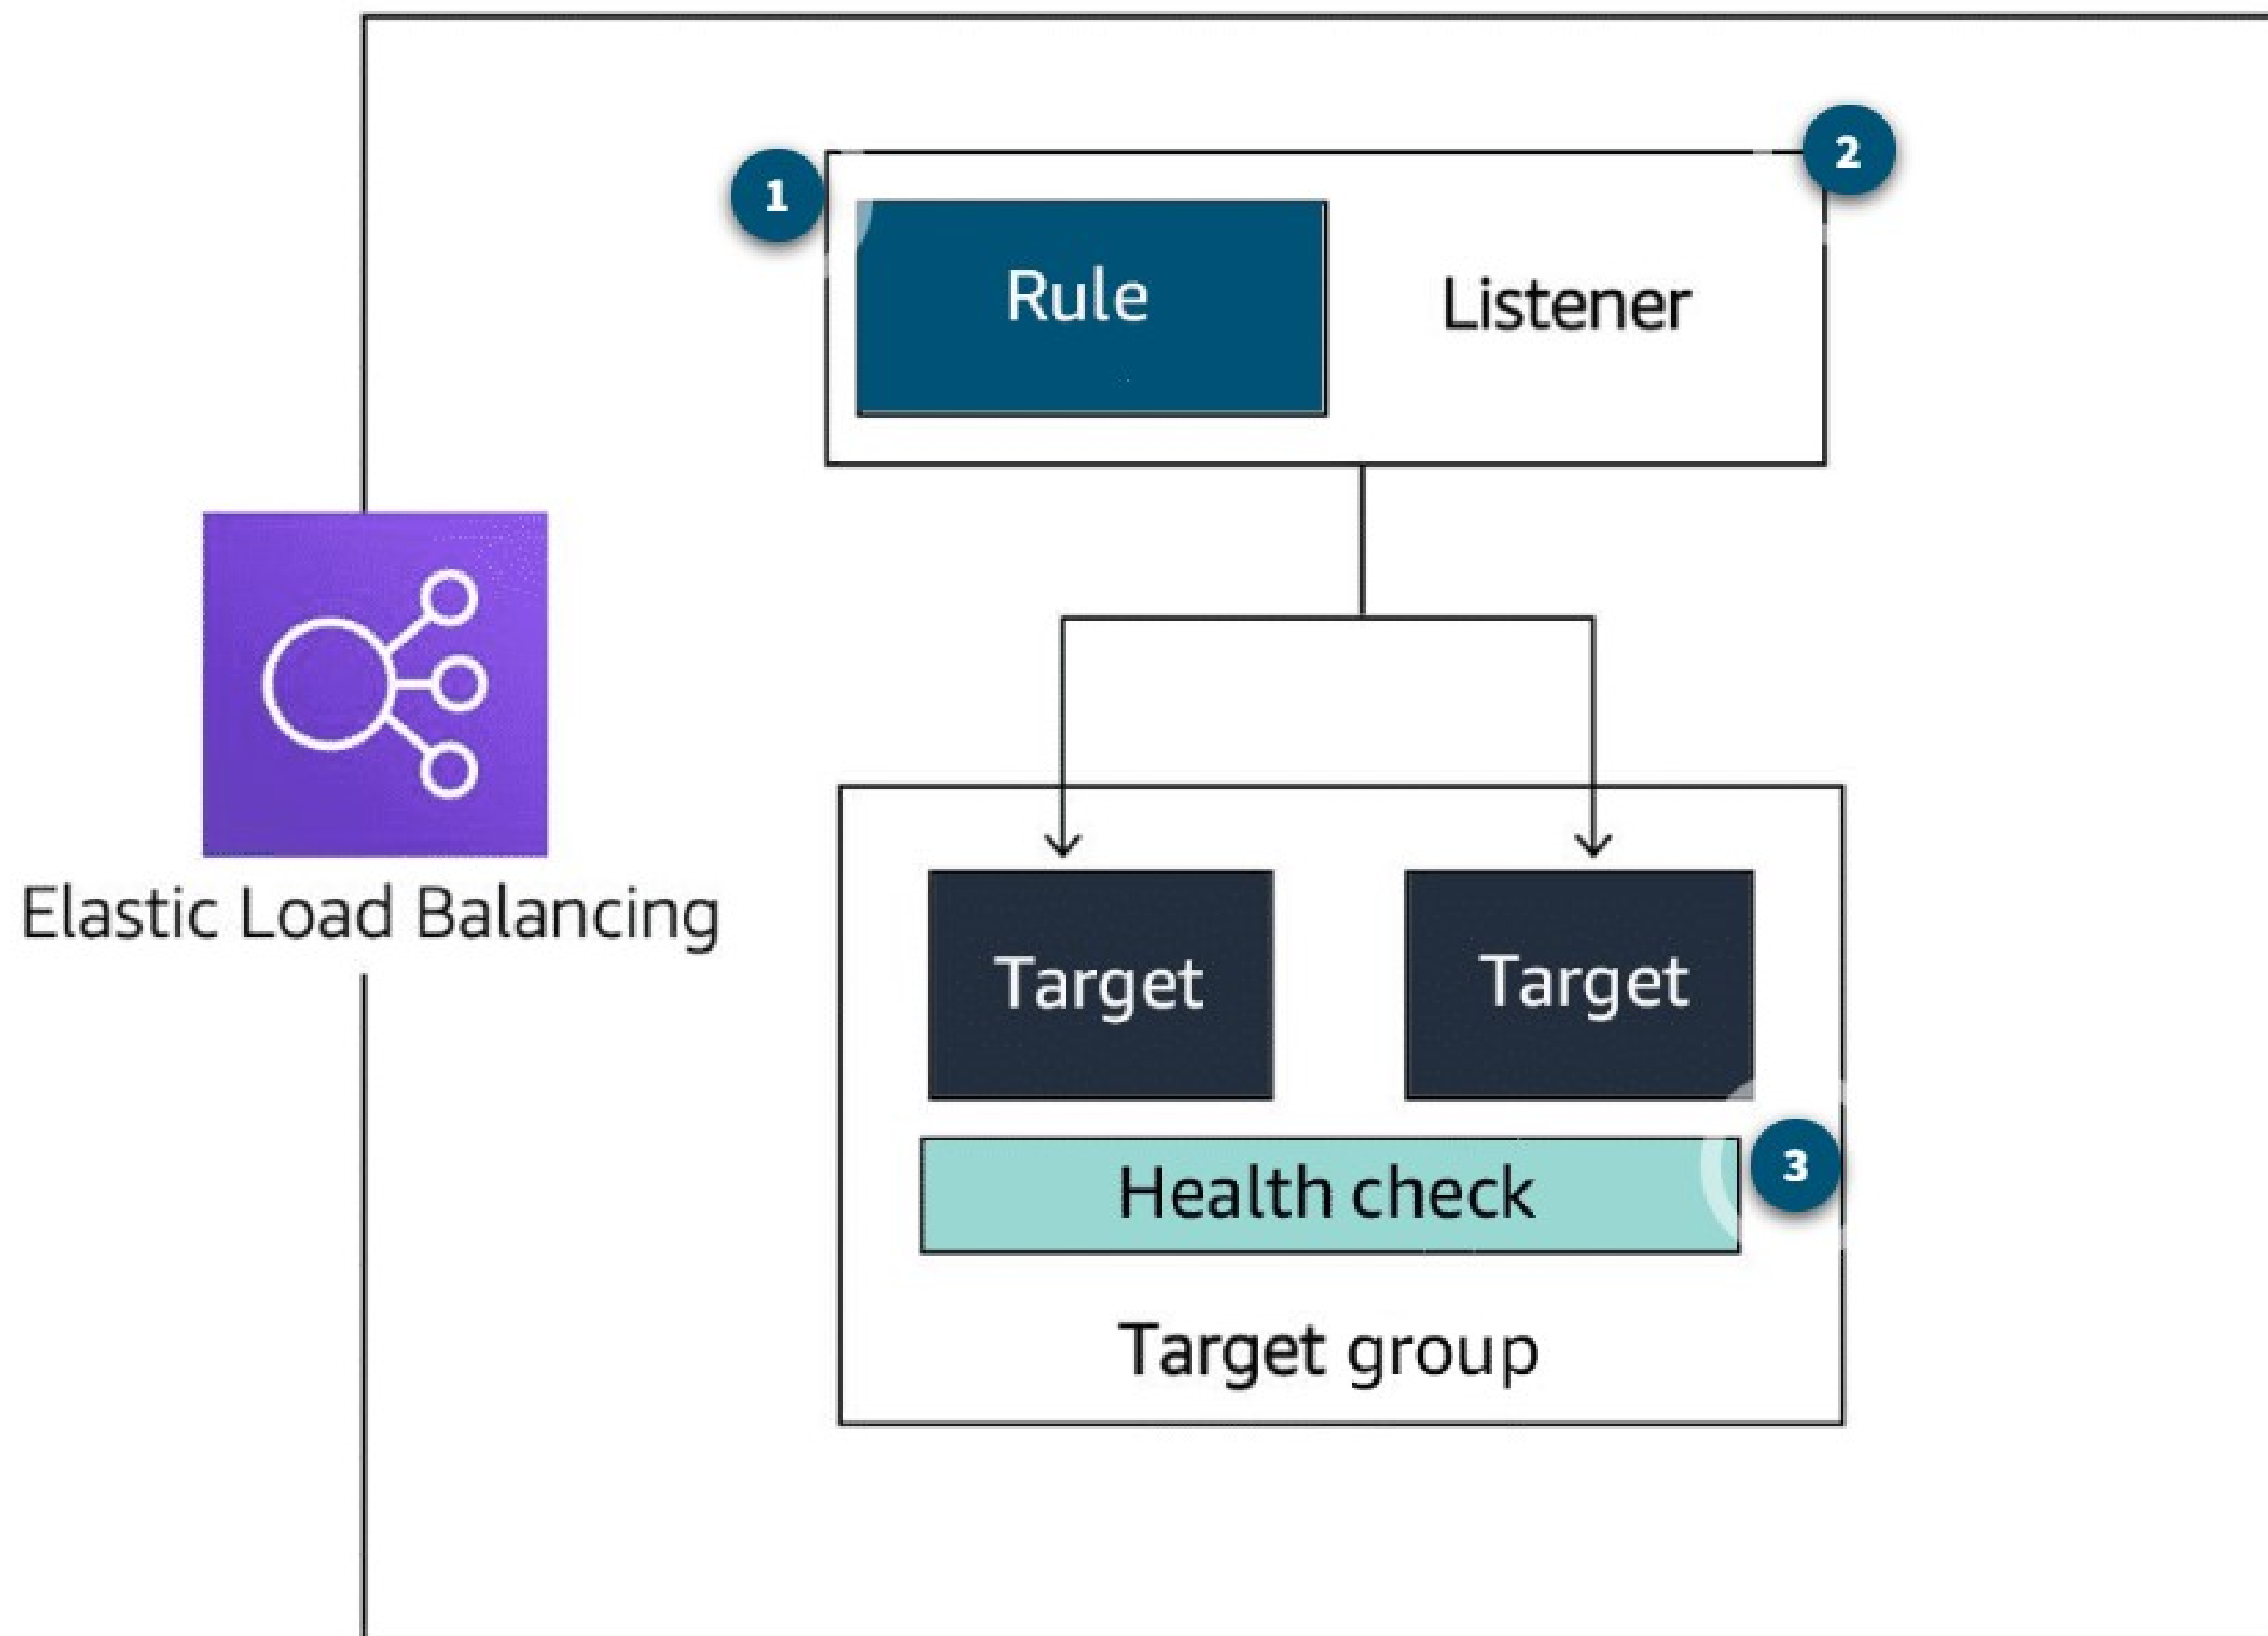 1
2
Rule
Listener
Elastic Load Balancing
Target
Target
Health check
3
Target group